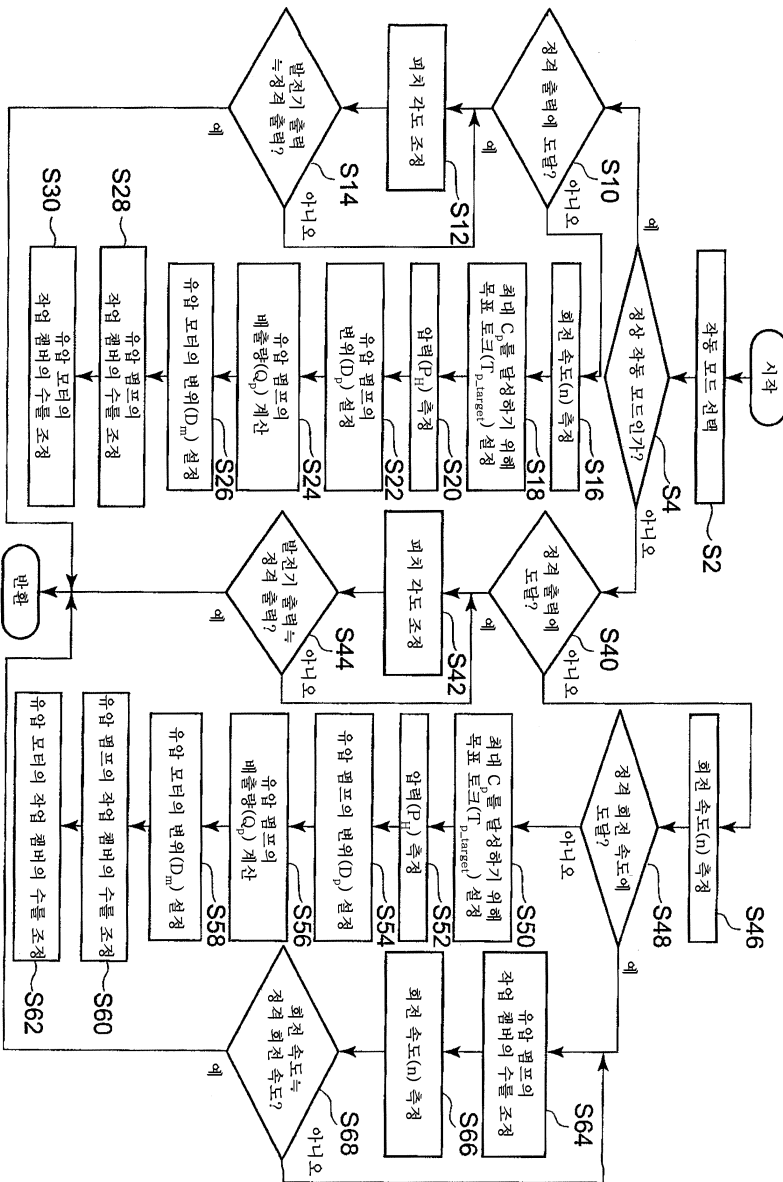 시작
작동 모드 선택
S2
정상 작동 모드인가?
S4
예
아니오
정격 출력에 도달?
S10
예
아니오
피치 각도 조정
S12
발전기 출력
≒정격 출력?
S14
예
아니오
회전 속도(n) 측정
S16
최대 Cp를 달성하기 위해
목표 토크(Tp_target) 설정
S18
압력(PH) 측정
S20
유압 펌프의
변위(Dp) 설정
S22
유압 펌프의
배출량(Qp) 계산
S24
유압 모터의 변위(Dm) 설정
S26
유압 펌프의
작업 챔버의 수를 조정
S28
유압 모터의
작업 챔버의 수를 조정
S30
정격 출력에
도달?
S40
예
아니오
피치 각도 조정
S42
발전기 출력≒
정격 출력?
S44
예
아니오
회전 속도(n) 측정
S46
정격 회전 속도에
도달?
S48
아니오
예
최대 Cp를 달성하기 위해
목표 토크(Tp_target) 설정
S50
압력(PH) 측정
S52
유압 펌프의 변위(Dp) 설정
S54
유압 펌프의
배출량(Qp) 계산
S56
유압 모터의 변위(Dm) 설정
S58
유압 펌프의 작업 챔버의 수를 조정
S60
유압 모터의 작업 챔버의 수를 조정
S62
유압 펌프의
작업 챔버의 수를 조정
S64
회전 속도(n) 측정
S66
회전 속도≒
정격 회전 속도?
S68
예
아니오
반환